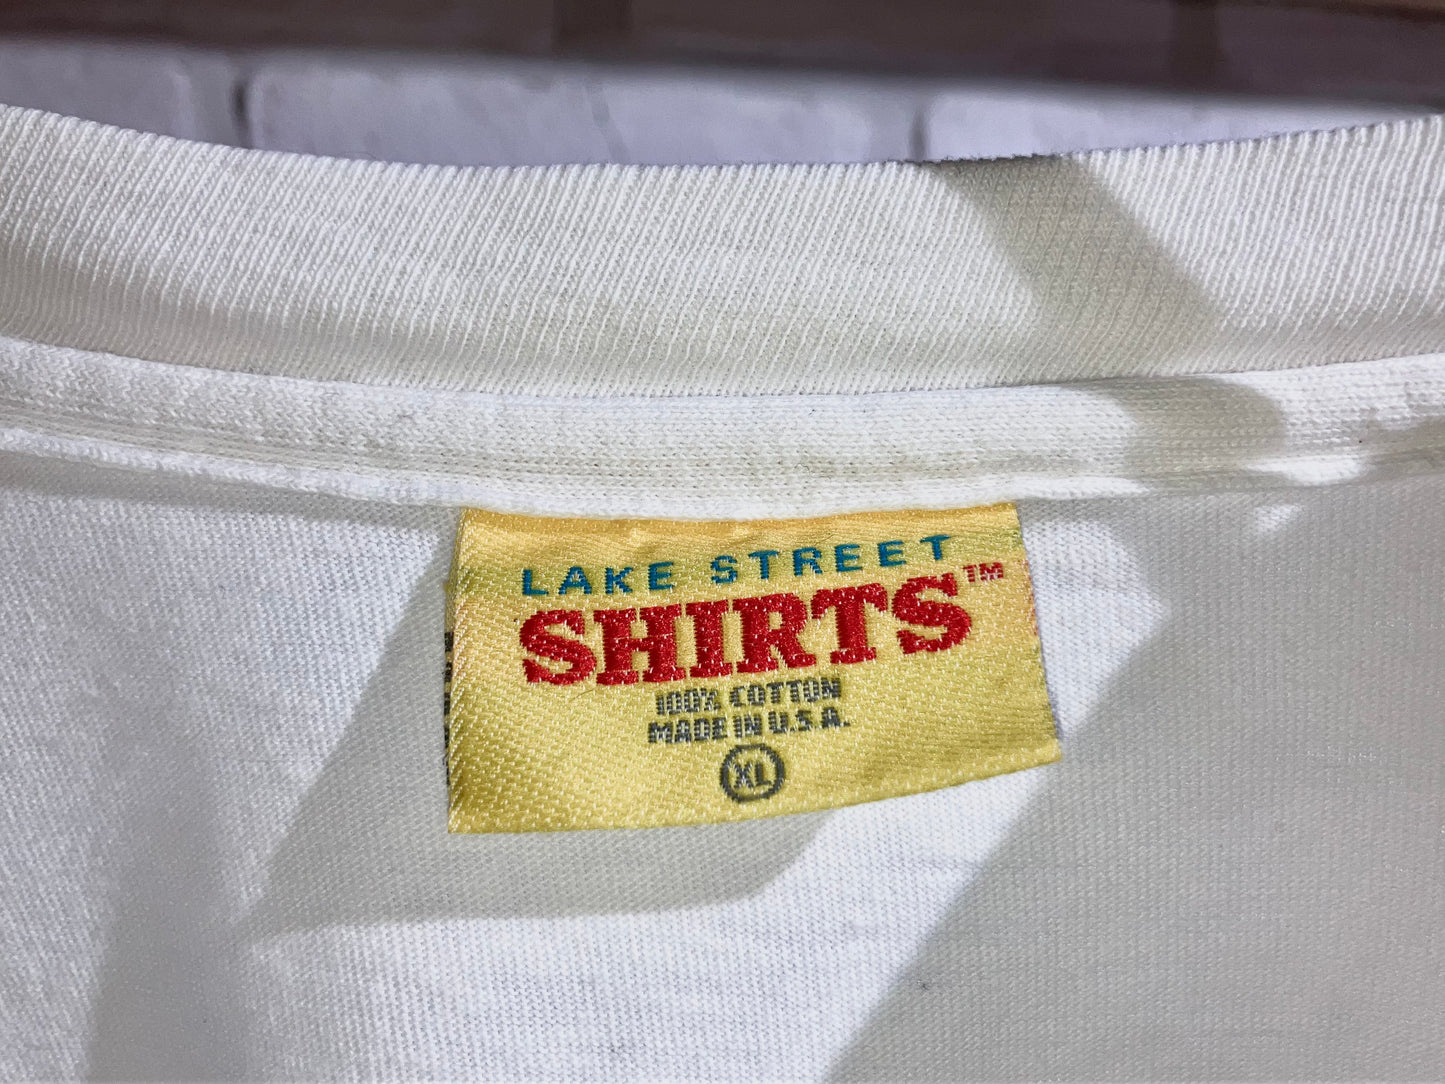 LAKE STREET
SHIRTS™
100% COTTON
MADE IN U.S.A.
XL